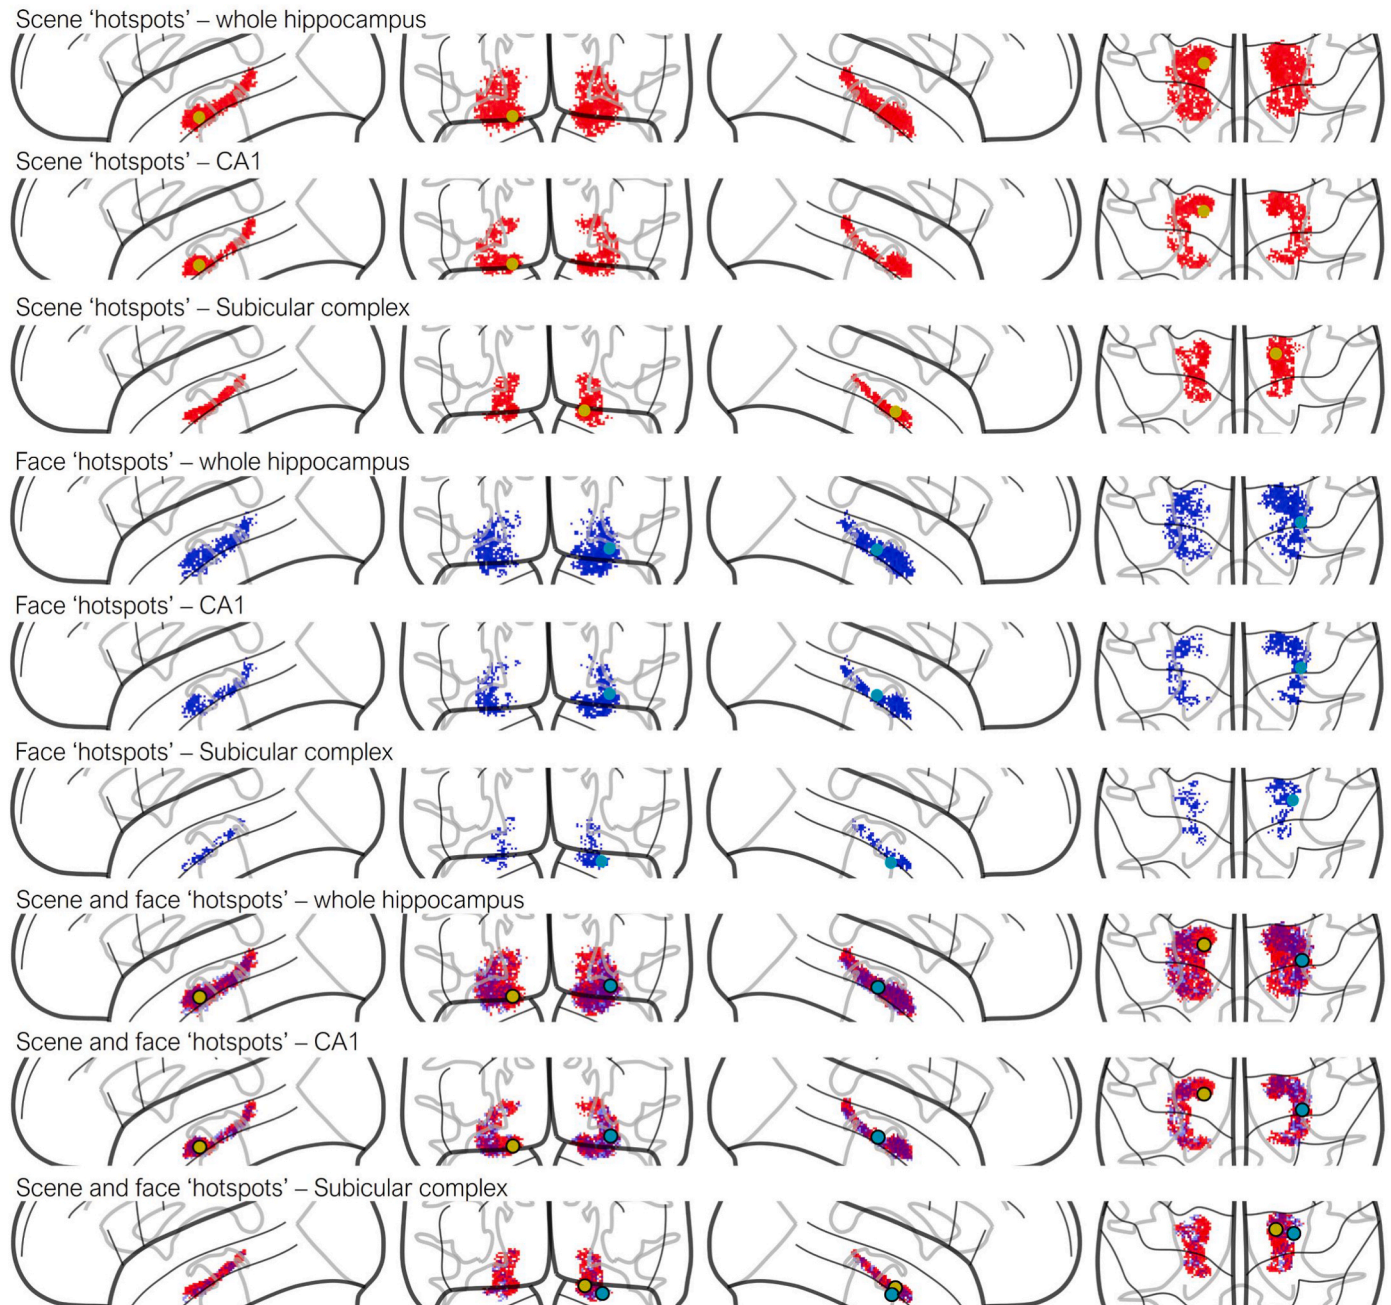 Scene ‘hotspots’ – whole hippocampus
Scene ‘hotspots’ – CA1
Scene ‘hotspots’ – Subicular complex
Face ‘hotspots’ – whole hippocampus
Face ‘hotspots’ – CA1
Face ‘hotspots’ – Subicular complex
Scene and face ‘hotspots’ – whole hippocampus
Scene and face ‘hotspots’ – CA1
Scene and face ‘hotspots’ – Subicular complex